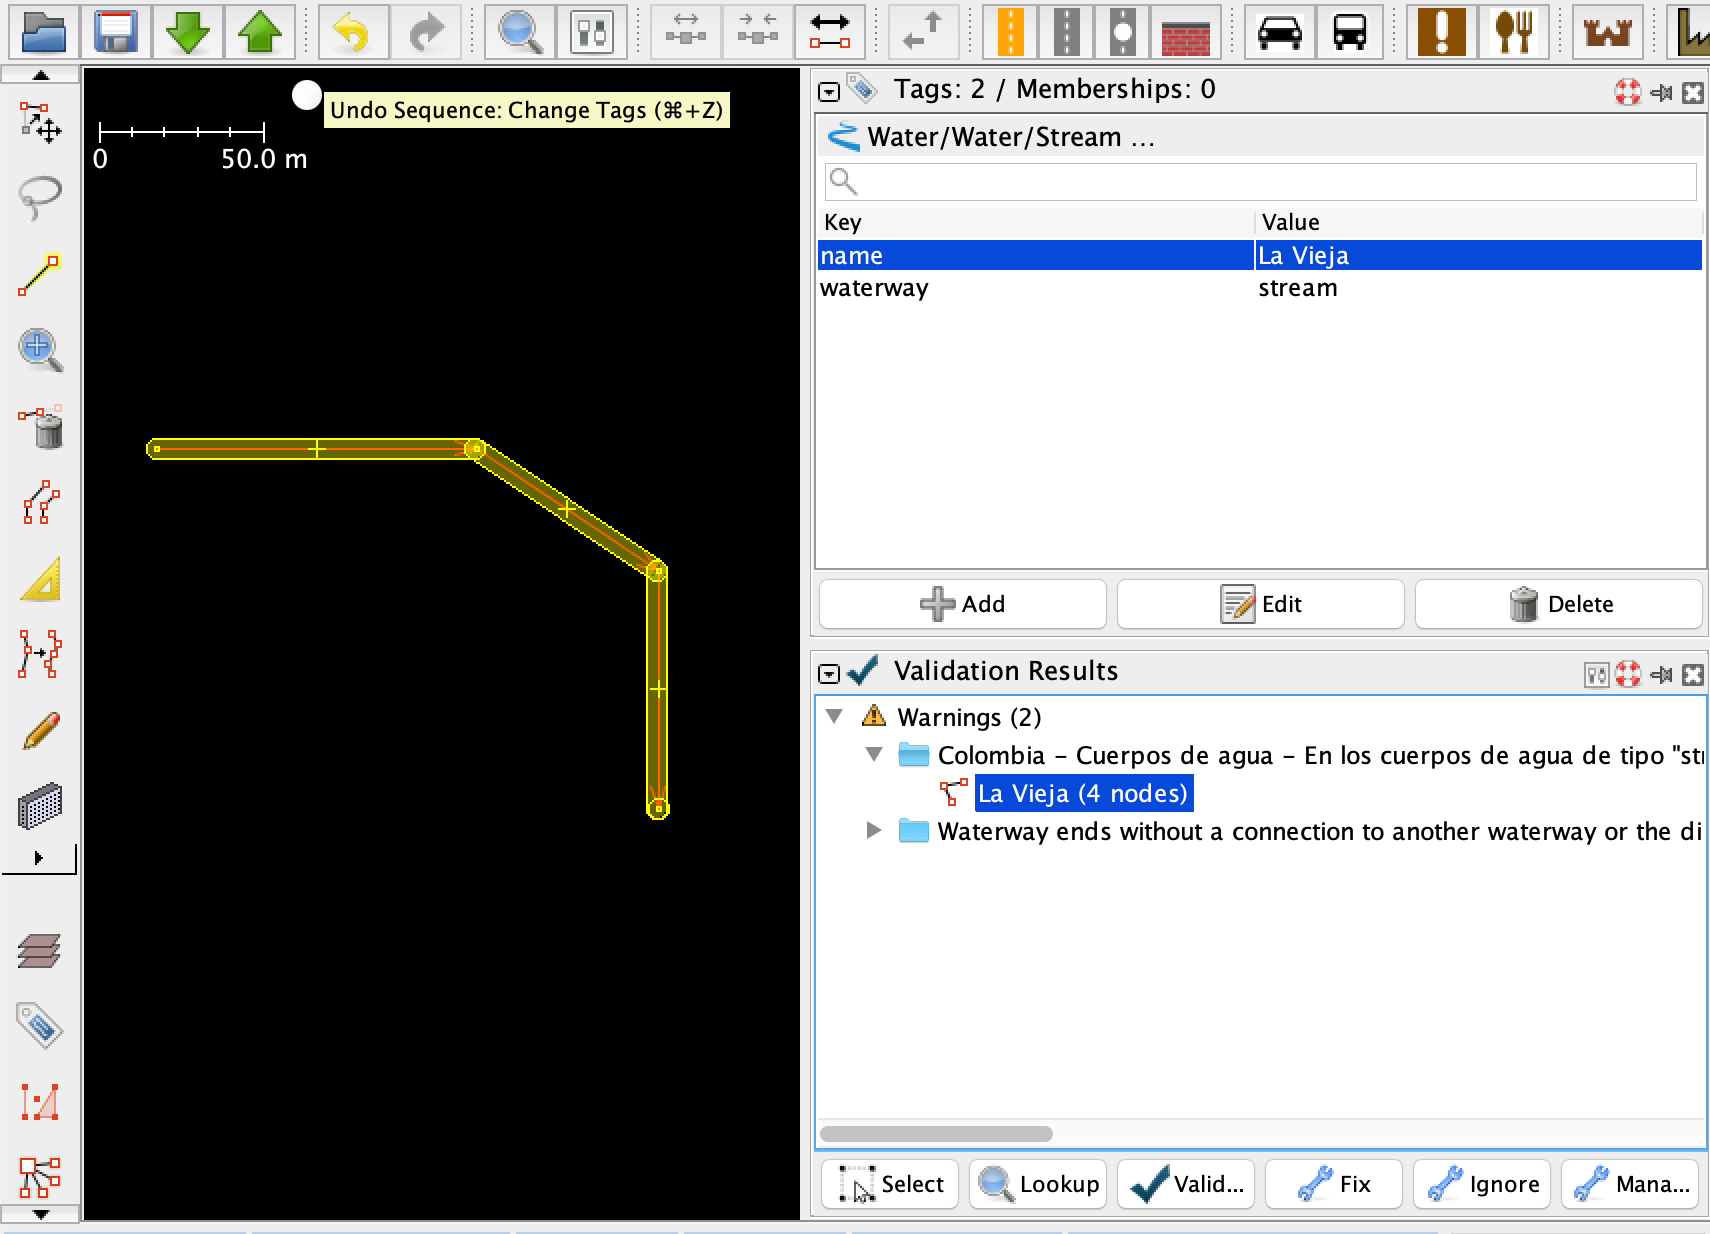 Undo Sequence: Change Tags (⌘+Z)
0 50.0 m
Tags: 2 / Memberships: 0
Water/Water/Stream ...
Key Value
name La Vieja
waterway stream
Add Edit Delete
Validation Results
Warnings (2)
Colombia – Cuerpos de agua – En los cuerpos de agua de tipo "str
La Vieja (4 nodes)
Waterway ends without a connection to another waterway or the di
Select Lookup Valid... Fix Ignore Mana...